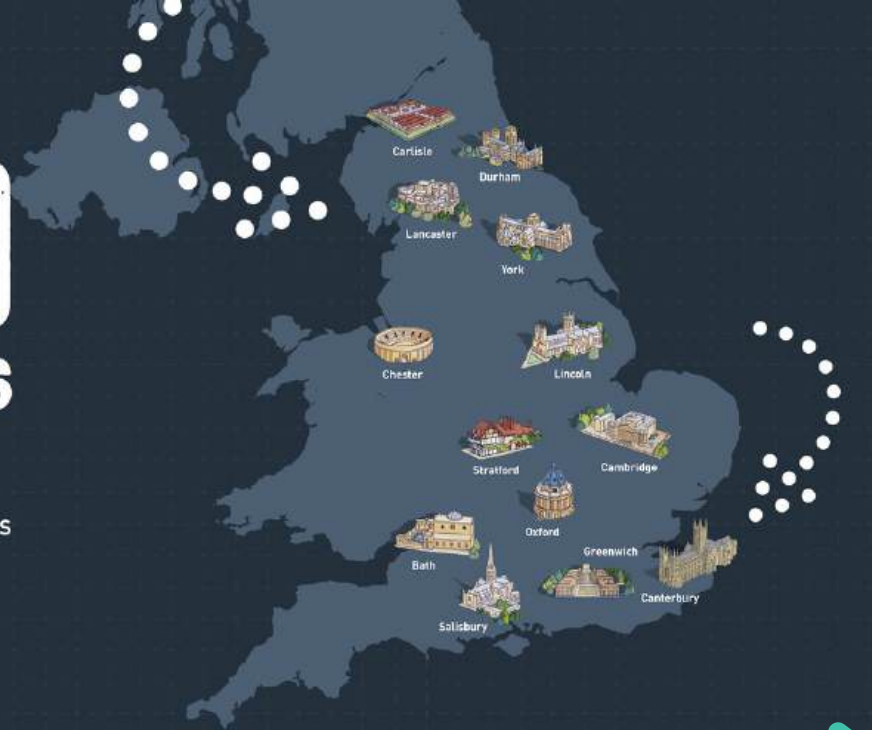 Carlisle
Durham
Lancaster
York
Chester
Lincoln
Stratford
Cambridge
Oxford
Greenwich
Bath
Canterbury
Salisbury
S
s